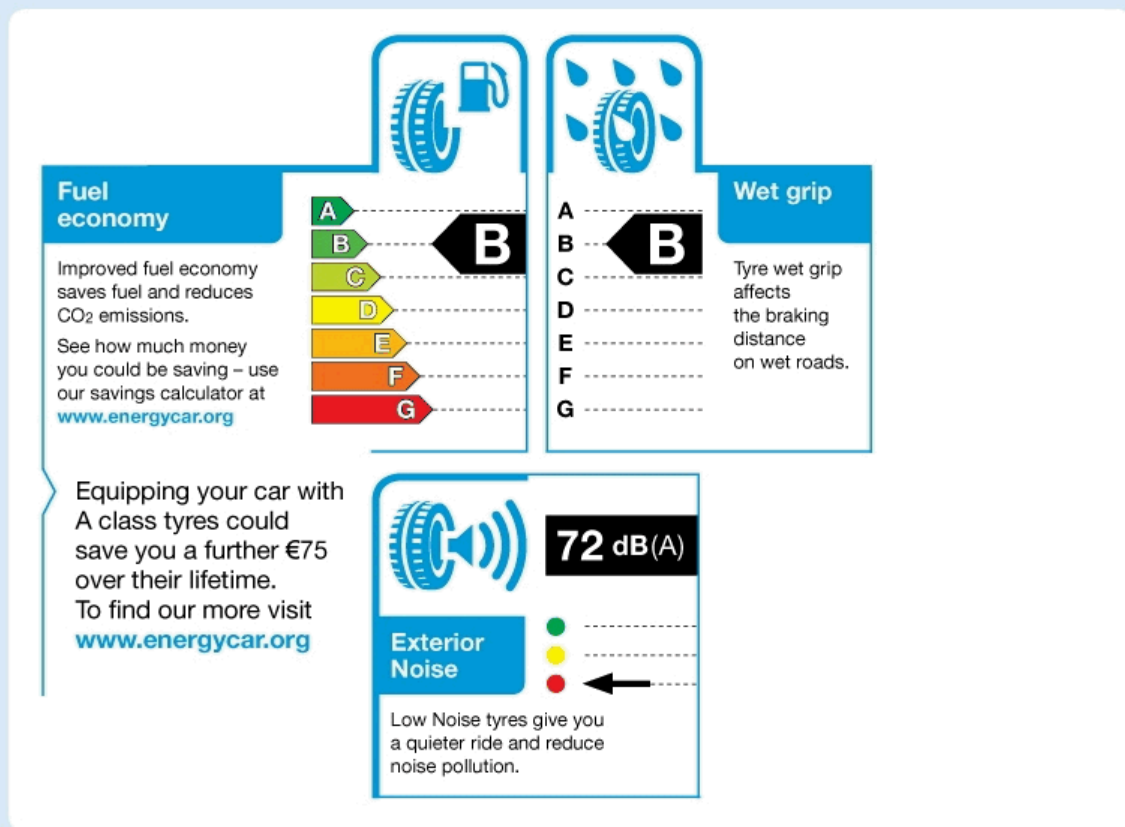 Fuel
economy
Improved fuel economy
saves fuel and reduces
CO2 emissions.
See how much money
you could be saving – use
our savings calculator at
www.energycar.org
A
B
C
D
E
F
G
B
A
B
C
D
E
F
G
B
Wet grip
Tyre wet grip
affects
the braking
distance
on wet roads.
Equipping your car with
A class tyres could
save you a further €75
over their lifetime.
To find our more visit
www.energycar.org
72 dB(A)
Exterior
Noise
Low Noise tyres give you
a quieter ride and reduce
noise pollution.